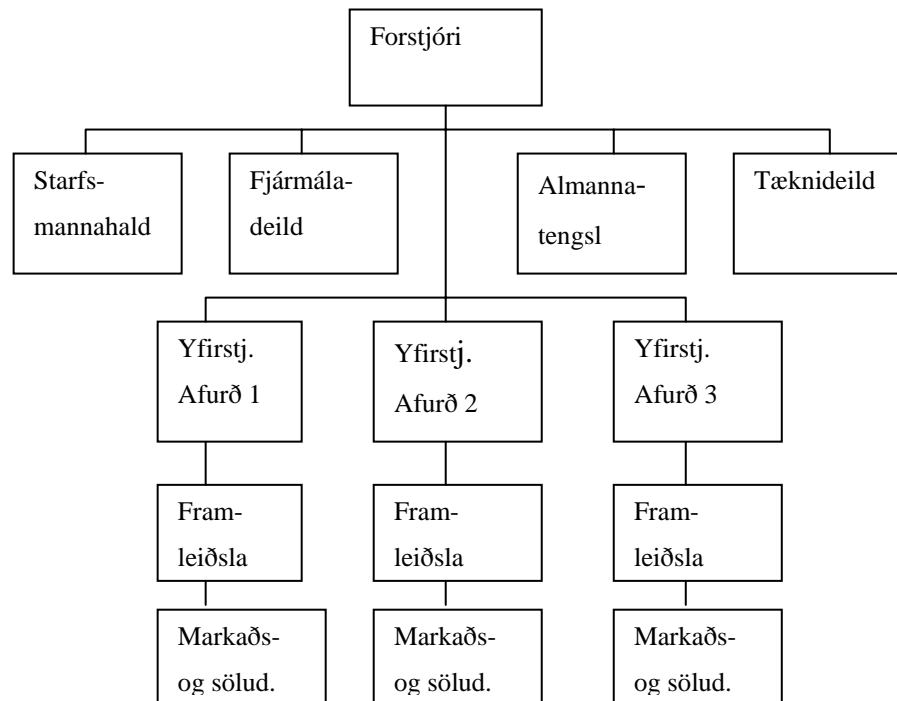 Forstjóri
Starfs-
mannahald
Fjármála-
deild
Almanna-
tengsl
Tæknideild
Yfirstj.
Afurð 1
Yfirstj.
Afurð 2
Yfirstj.
Afurð 3
Fram-
leiðsla
Fram-
leiðsla
Fram-
leiðsla
Markaðs-
og sölud.
Markaðs-
og sölud.
Markaðs-
og sölud.